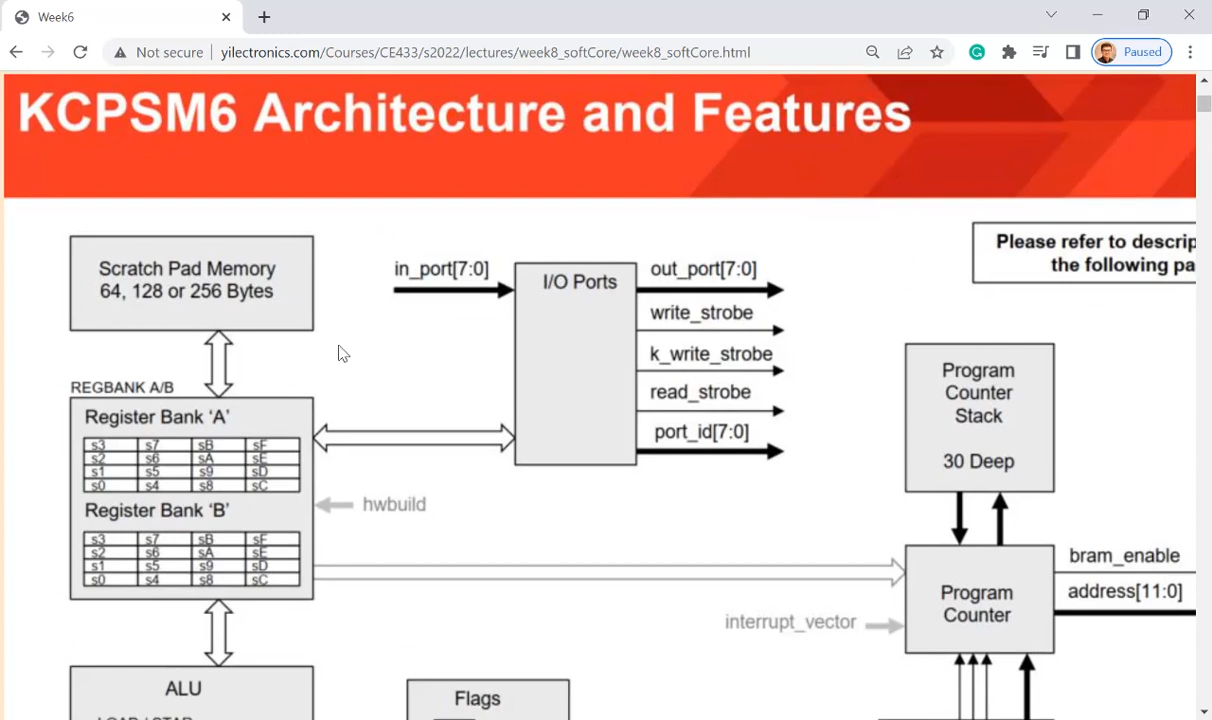 Week6
Not secure
yilectronics.com/Courses/CE433/s2022/lectures/week8_softCore/week8_softCore.html
Paused
KCPSM6 Architecture and Features
Please refer to descrip
the following pa
Scratch Pad Memory
64, 128 or 256 Bytes
in_port[7:0]
I/O Ports
out_port[7:0]
write_strobe
k_write_strobe
read_strobe
port_id[7:0]
Program
Counter
Stack
30 Deep
REGBANK A/B
Register Bank ‘A’
s3 s7 sB sF
s2 s6 sA sE
s1 s5 s9 sD
s0 s4 s8 sC
Register Bank ‘B’
s3 s7 sB sF
s2 s6 sA sE
s1 s5 s9 sD
s0 s4 s8 sC
hwbuild
bram_enable
address[11:0]
Program
Counter
interrupt_vector
ALU
Flags